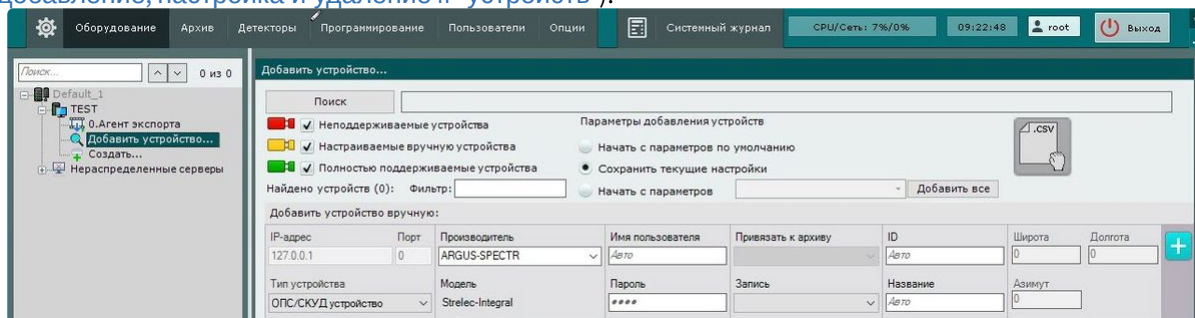 добавление, настройка и удаление IP-устройств").
Оборудование Архив Детекторы Программирование Пользователи Опции Системный журнал CPU/Сеть: 7%/0% 09:22:48 root Выход
Поиск... 0 из 0
Default_1
TEST
0.Агент экспорта
Добавить устройство...
Создать...
Нераспределенные серверы
Добавить устройство...
Поиск
Неподдерживаемые устройства
Настраиваемые вручную устройства
Полностью поддерживаемые устройства
Параметры добавления устройств
Начать с параметров по умолчанию
Сохранить текущие настройки
Начать с параметров
Добавить все
.csv
Найдено устройств (0): Фильтр:
Добавить устройство вручную:
IP-адрес Порт Производитель Имя пользователя Привязать к архиву ID Широта Долгота
127.0.0.1 0 ARGUS-SPECTR Авто Авто 0 0
Тип устройства Модель Пароль Запись Название Азимут
ОПС/СКУД устройство Strelec-Integral **** Авто 0